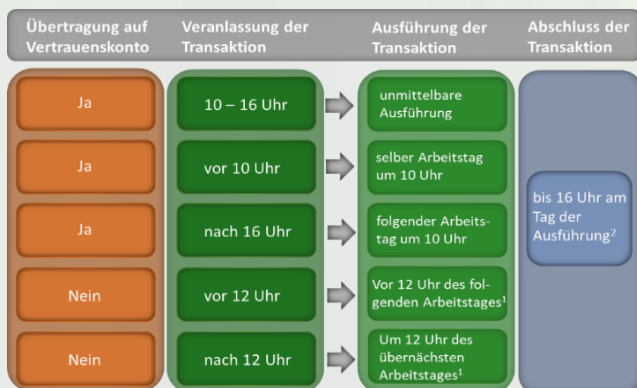 Übertragung auf
Vertrauenskonto
Veranlassung der
Transaktion
Ausführung der
Transaktion
Abschluss der
Transaktion
Ja
10 – 16 Uhr
unmittelbare
Ausführung
Ja
vor 10 Uhr
selber Arbeitstag
um 10 Uhr
Ja
nach 16 Uhr
folgender Arbeits-
tag um 10 Uhr
Nein
vor 12 Uhr
Vor 12 Uhr des fol-
genden Arbeitstages¹
Nein
nach 12 Uhr
Um 12 Uhr des
übernächsten
Arbeitstages¹
bis 16 Uhr am
Tag der
Ausführung²